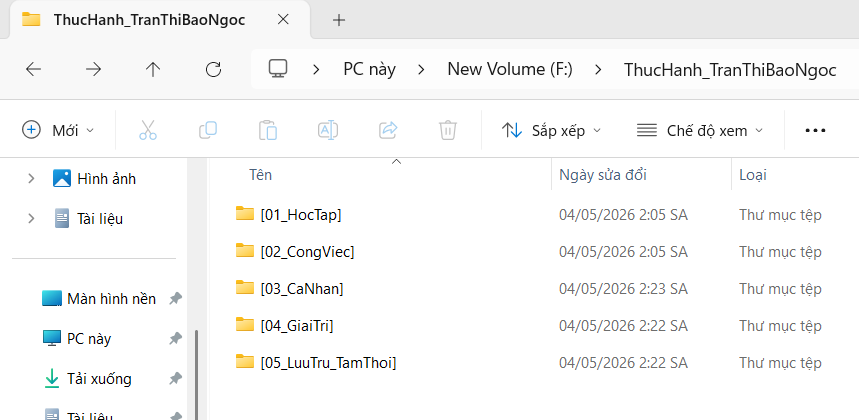 ThucHanh_TranThiBaoNgoc
PC này > New Volume (F:) > ThucHanh_TranThiBaoNgoc
Mới Sắp xếp Chế độ xem
Hình ảnh
Tài liệu
Màn hình nền
PC này
Tải xuống
Tài liệu
Tên Ngày sửa đổi Loại
[01_HocTap] 04/05/2026 2:05 SA Thư mục tệp
[02_CongViec] 04/05/2026 2:05 SA Thư mục tệp
[03_CaNhan] 04/05/2026 2:23 SA Thư mục tệp
[04_GiaiTri] 04/05/2026 2:22 SA Thư mục tệp
[05_LuuTru_TamThoi] 04/05/2026 2:22 SA Thư mục tệp